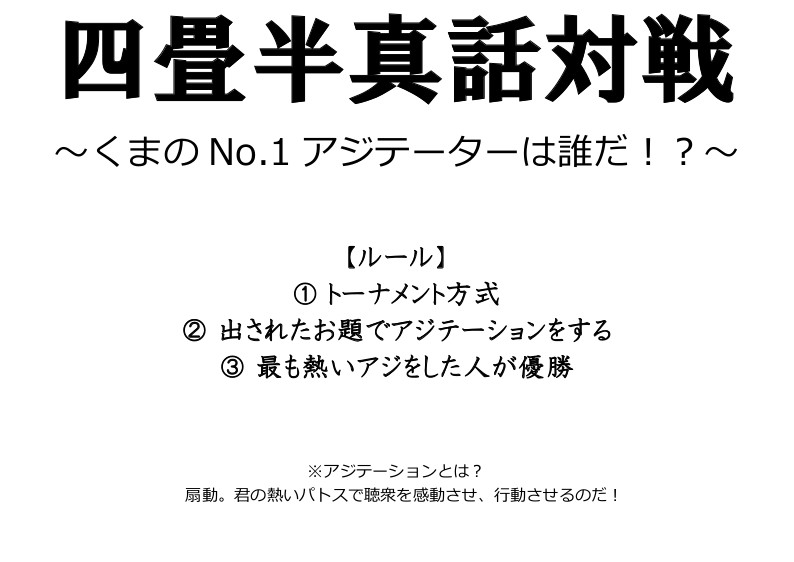 四畳半真話対戦
～くまの No.1 アジテーターは誰だ！？～
【ルール】
① トーナメント方式
② 出されたお題でアジテーションをする
③ 最も熱いアジをした人が優勝
※アジテーションとは？
扇動。君の熱いパトスで聴衆を感動させ、行動させるのだ！